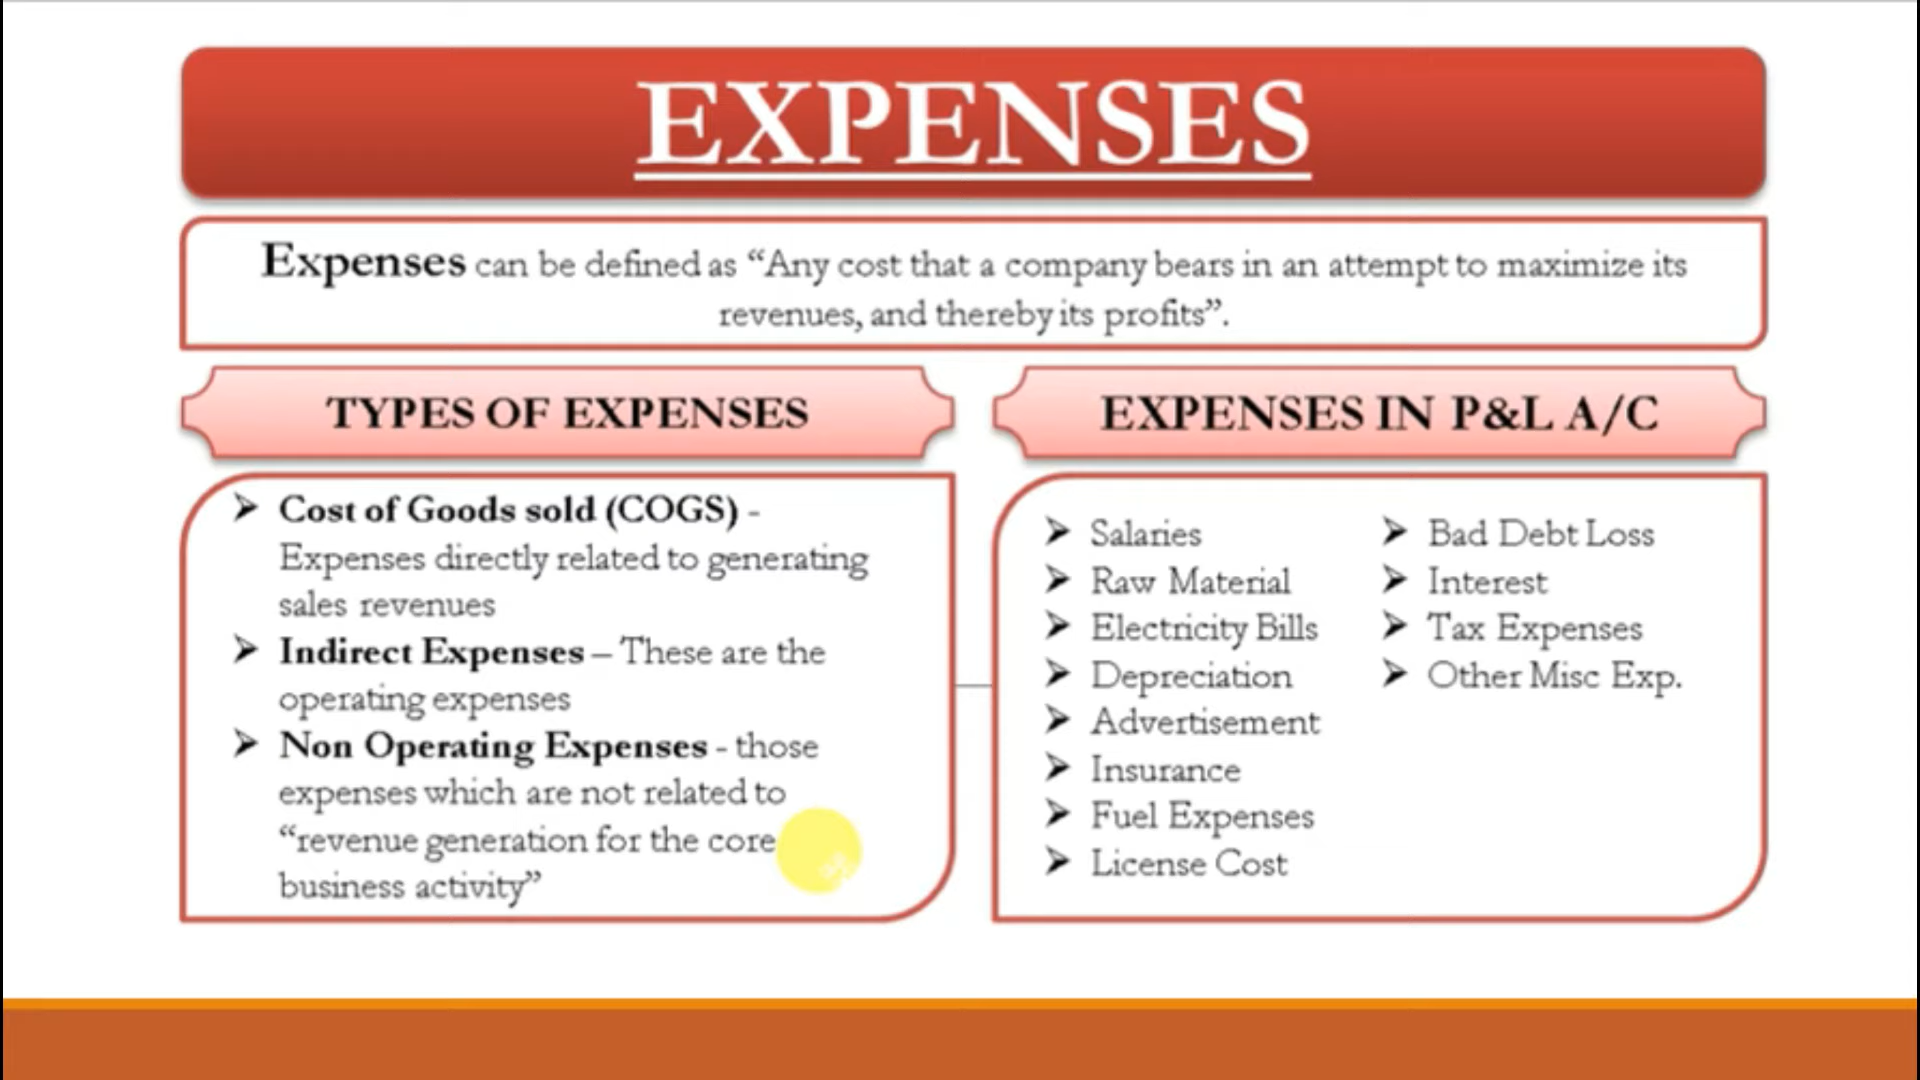 EXPENSES
Expenses can be defined as “Any cost that a company bears in an attempt to maximize its
revenues, and thereby its profits”.
TYPES OF EXPENSES
➢ Cost of Goods sold (COGS) -
Expenses directly related to generating
sales revenues
➢ Indirect Expenses – These are the
operating expenses
➢ Non Operating Expenses - those
expenses which are not related to
“revenue generation for the core
business activity”
EXPENSES IN P&L A/C
➢ Salaries
➢ Raw Material
➢ Electricity Bills
➢ Depreciation
➢ Advertisement
➢ Insurance
➢ Fuel Expenses
➢ License Cost
➢ Bad Debt Loss
➢ Interest
➢ Tax Expenses
➢ Other Misc Exp.